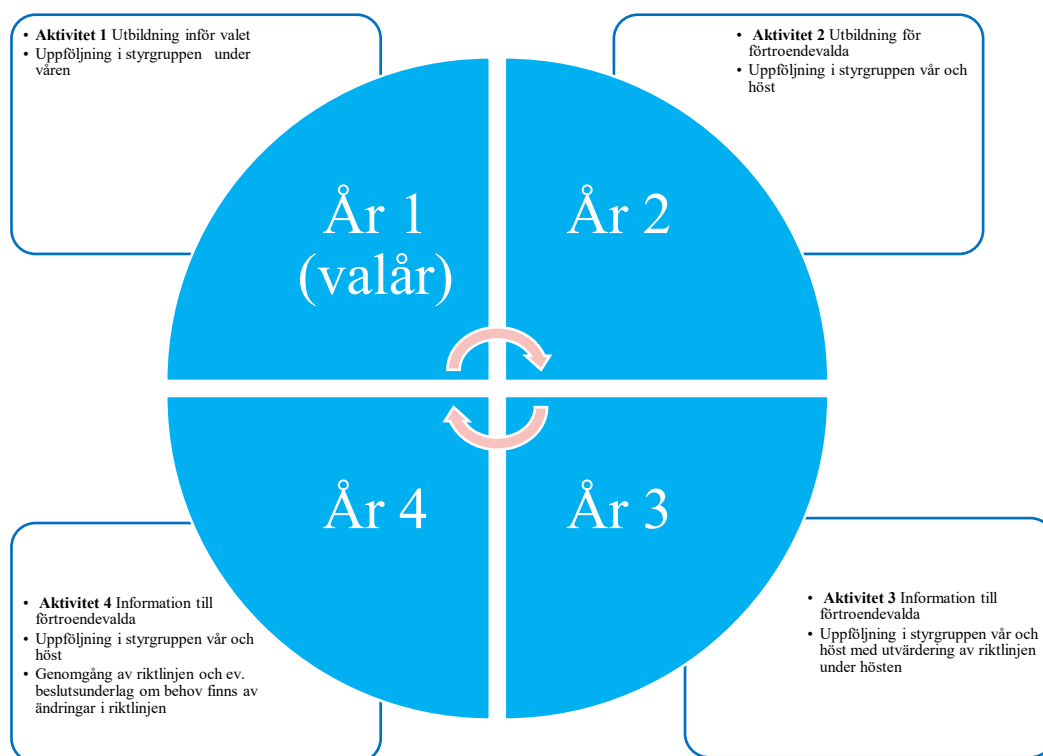 • Aktivitet 1 Utbildning inför valet
• Uppföljning i styrgruppen under
våren
• Aktivitet 2 Utbildning för
förtroendevalda
• Uppföljning i styrgruppen vår och
höst
År 1
(valår)
År 2
År 4
År 3
• Aktivitet 4 Information till
förtroendevalda
• Uppföljning i styrgruppen vår och
höst
• Genomgång av riktlinjen och ev.
beslutsunderlag om behov finns av
ändringar i riktlinjen
• Aktivitet 3 Information till
förtroendevalda
• Uppföljning i styrgruppen vår och
höst med utvärdering av riktlinjen
under hösten